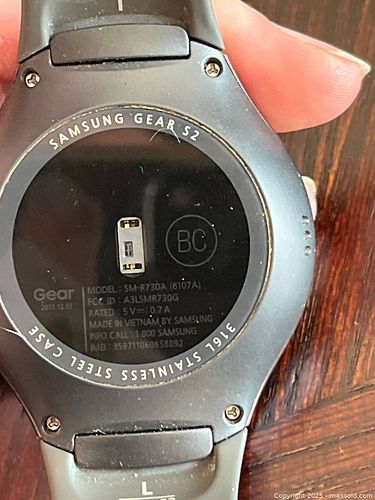 SAMSUNG GEAR S2
BC
Gear
2015.12.01
MODEL : SM-R730A (6107A)
FCC ID : A3LSMR730G
RATED : 5 V⎓; 0.7 A
MADE IN VIETNAM BY SAMSUNG
INFO CALL 1 800 SAMSUNG
IMEI : 359711060658092
316L STAINLESS STEEL CASE
L
Copyright 2025 - maxsold.com